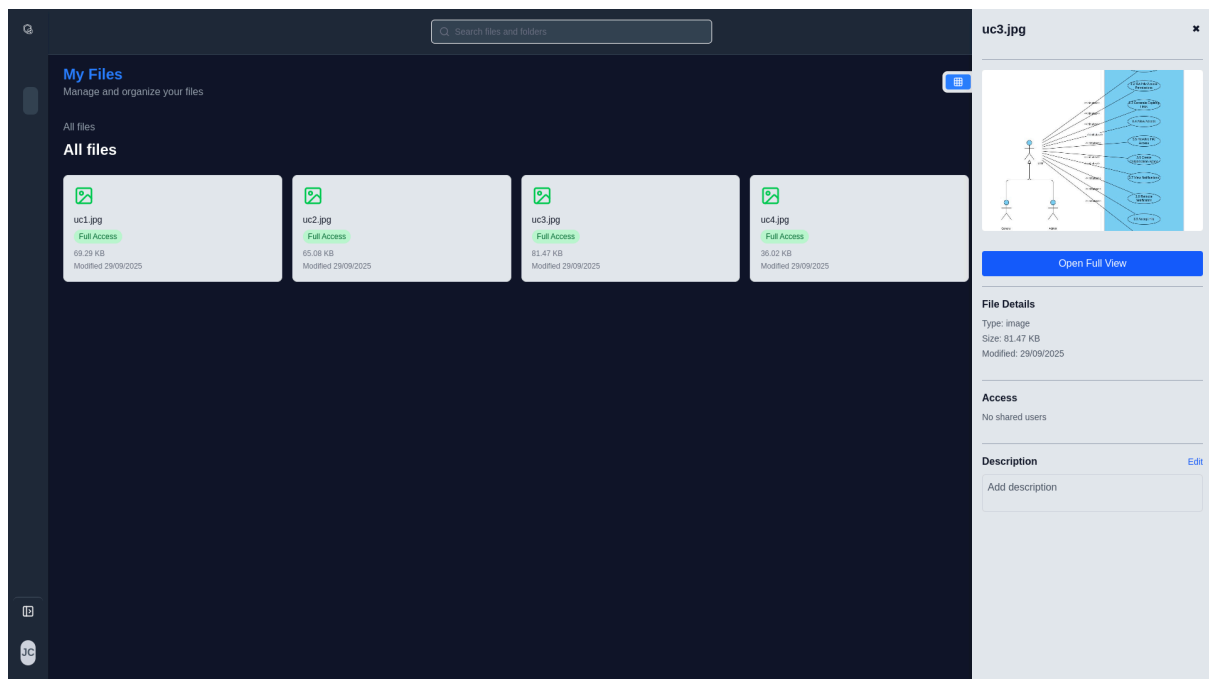 Search files and folders
My Files
Manage and organize your files
All files
All files
uc1.jpg
Full Access
69.29 KB
Modified 29/09/2025
uc2.jpg
Full Access
65.08 KB
Modified 29/09/2025
uc3.jpg
Full Access
81.47 KB
Modified 29/09/2025
uc4.jpg
Full Access
36.02 KB
Modified 29/09/2025
JC
uc3.jpg
Open Full View
File Details
Type: image
Size: 81.47 KB
Modified: 29/09/2025
Access
No shared users
Description
Edit
Add description